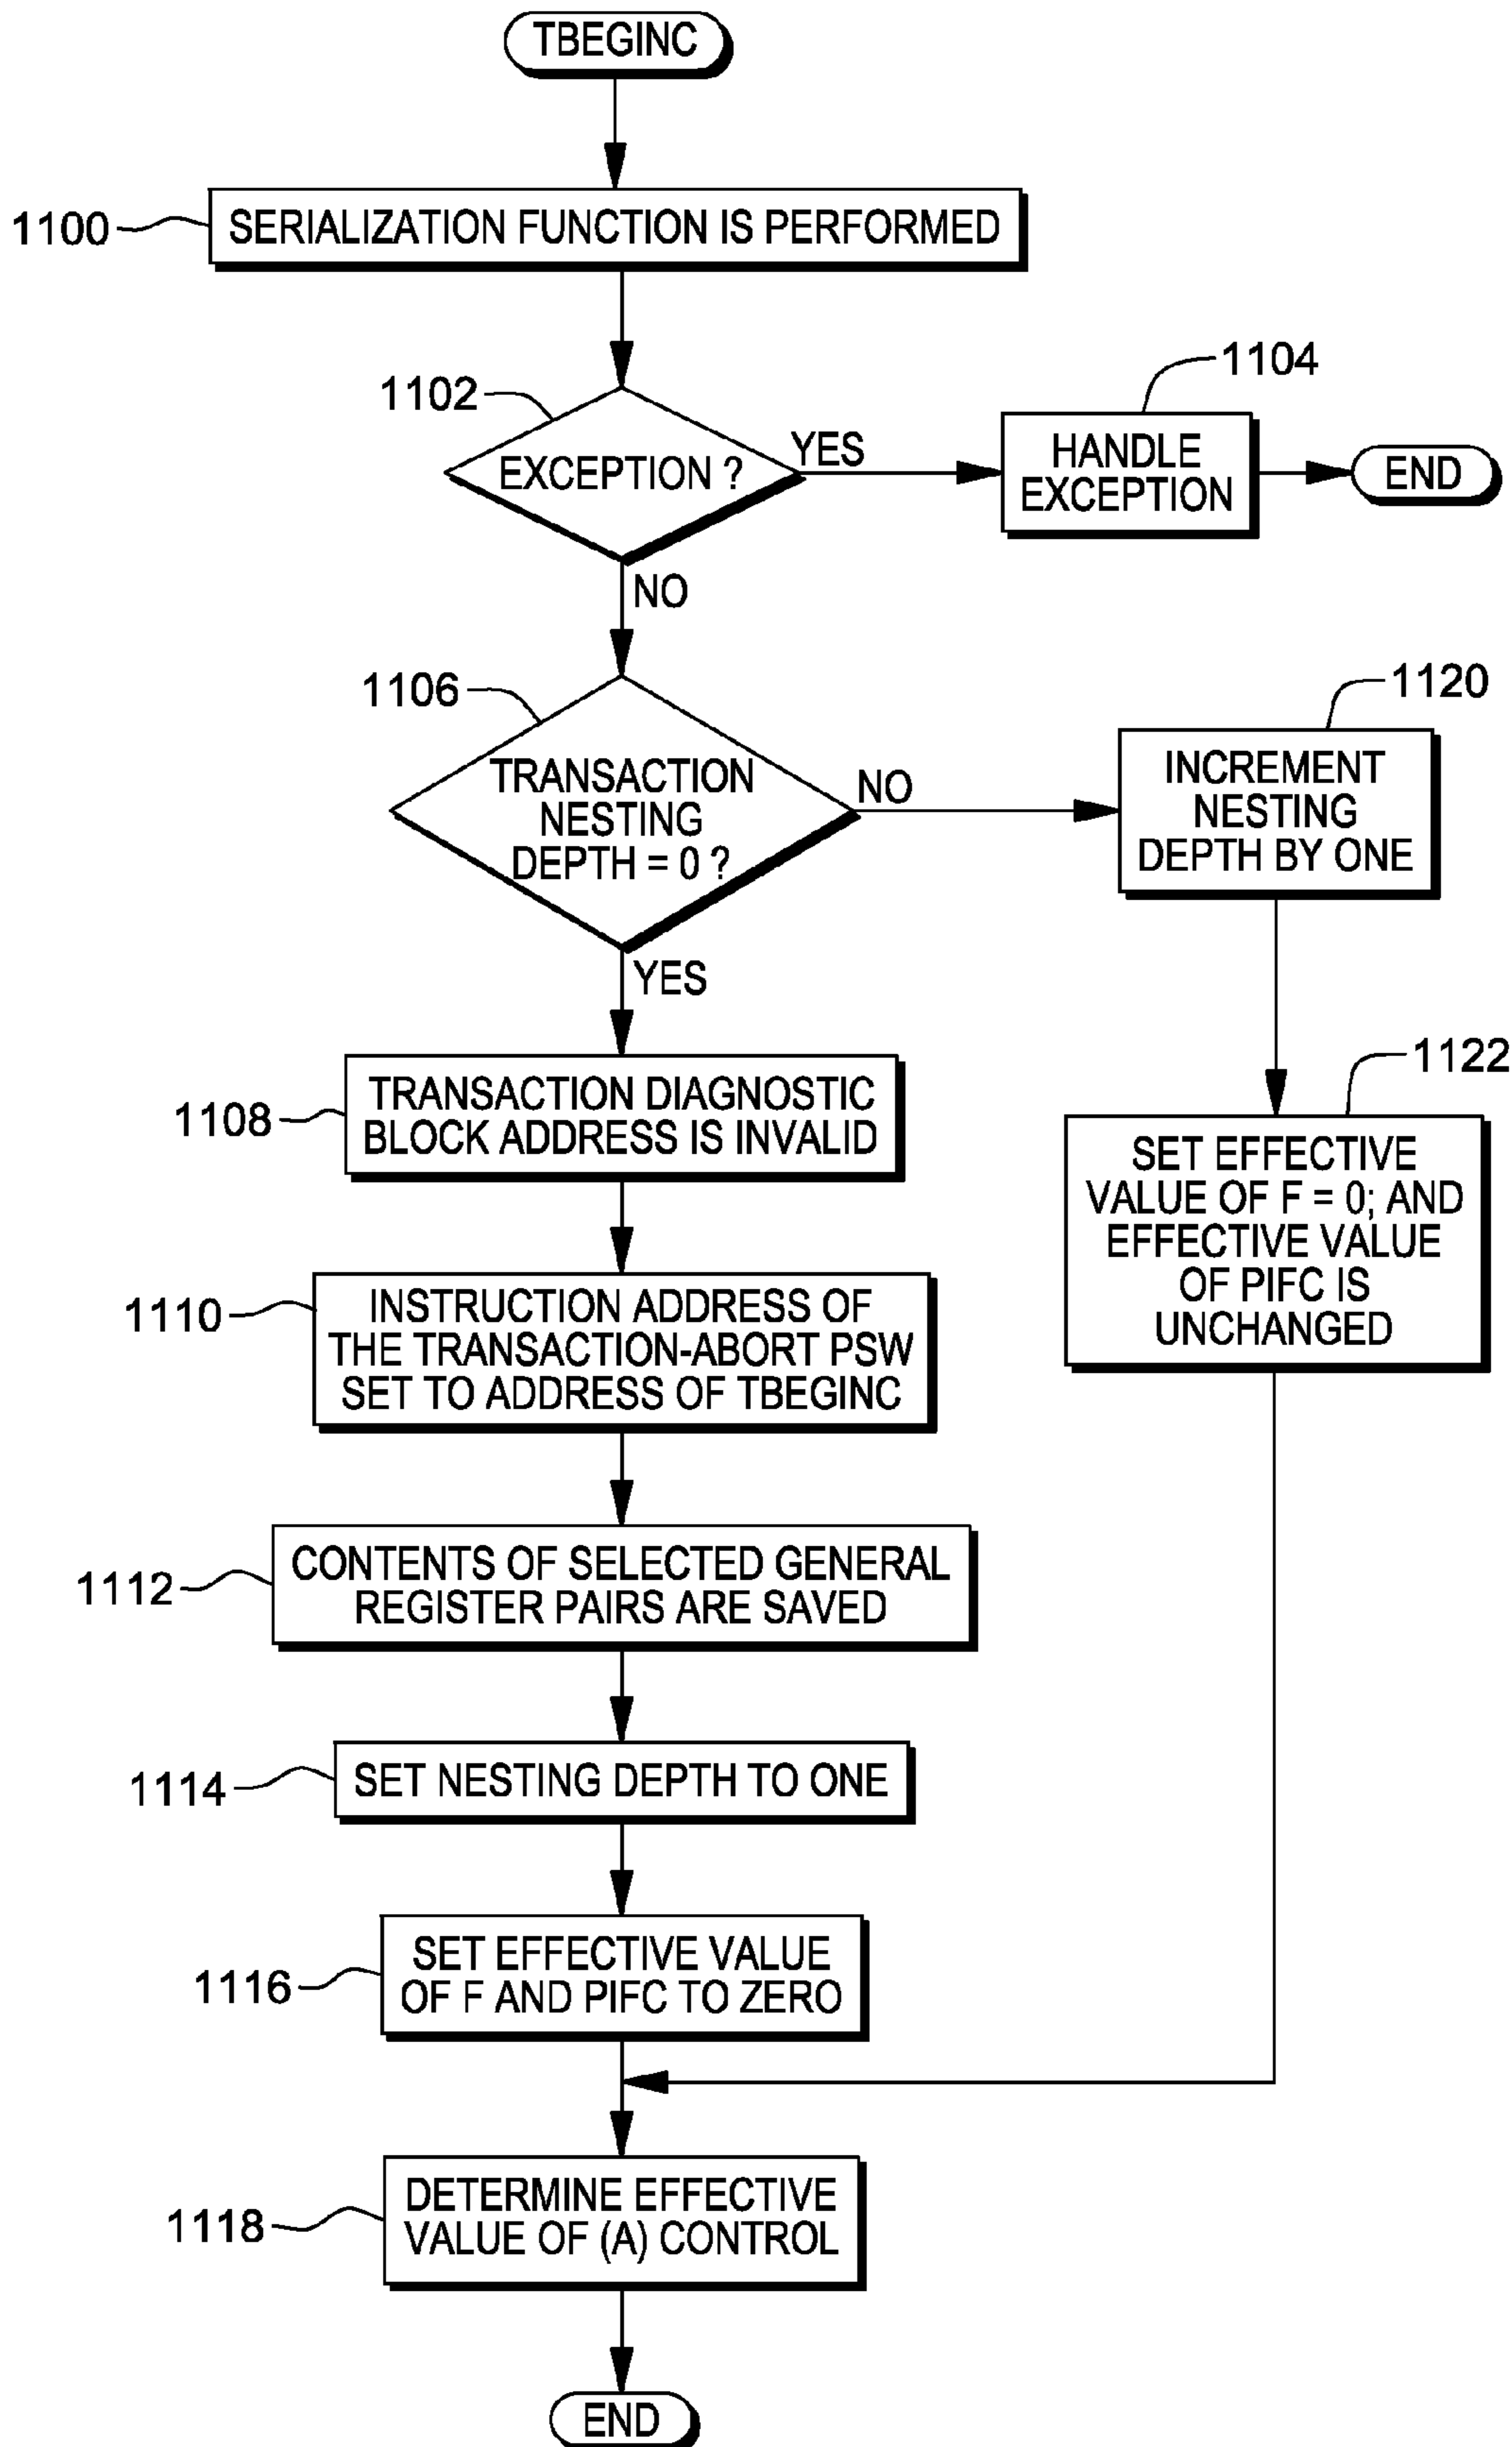 TBEGINC
1100
SERIALIZATION FUNCTION IS PERFORMED
1102
EXCEPTION ?
YES
1104
HANDLE
EXCEPTION
END
NO
1106
TRANSACTION
NESTING
DEPTH = 0 ?
NO
1120
INCREMENT
NESTING
DEPTH BY ONE
YES
1122
SET EFFECTIVE
VALUE OF F = 0; AND
EFFECTIVE VALUE
OF PIFC IS
UNCHANGED
1108
TRANSACTION DIAGNOSTIC
BLOCK ADDRESS IS INVALID
1110
INSTRUCTION ADDRESS OF
THE TRANSACTION-ABORT PSW
SET TO ADDRESS OF TBEGINC
1112
CONTENTS OF SELECTED GENERAL
REGISTER PAIRS ARE SAVED
1114
SET NESTING DEPTH TO ONE
1116
SET EFFECTIVE VALUE
OF F AND PIFC TO ZERO
1118
DETERMINE EFFECTIVE
VALUE OF (A) CONTROL
END